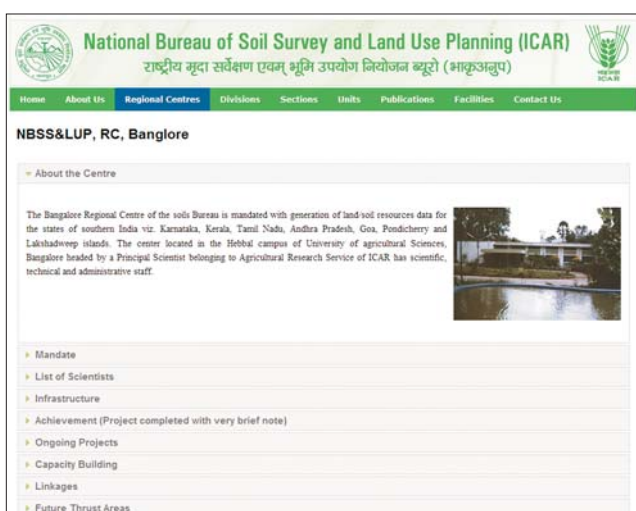 National Bureau of Soil Survey and Land Use Planning (ICAR)
राष्ट्रीय मृदा सर्वेक्षण एवम् भूमि उपयोग नियोजन ब्यूरो (भाकृअनुप)
ICAR
Home About Us Regional Centres Divisions Sections Units Publications Facilities Contact Us
NBSS&LUP, RC, Banglore
About the Centre
The Bangalore Regional Centre of the soils Bureau is mandated with generation of land/soil resources data for
the states of southern India viz. Karnataka, Kerala, Tamil Nadu, Andhra Pradesh, Goa, Pondicherry and
Lakshadweep islands. The center located in the Hebbal campus of University of agricultural Sciences,
Bangalore headed by a Principal Scientist belonging to Agricultural Research Service of ICAR has scientific,
technical and administrative staff.
Mandate
List of Scientists
Infrastructure
Achievement (Project completed with very brief note)
Ongoing Projects
Capacity Building
Linkages
Future Thrust Areas